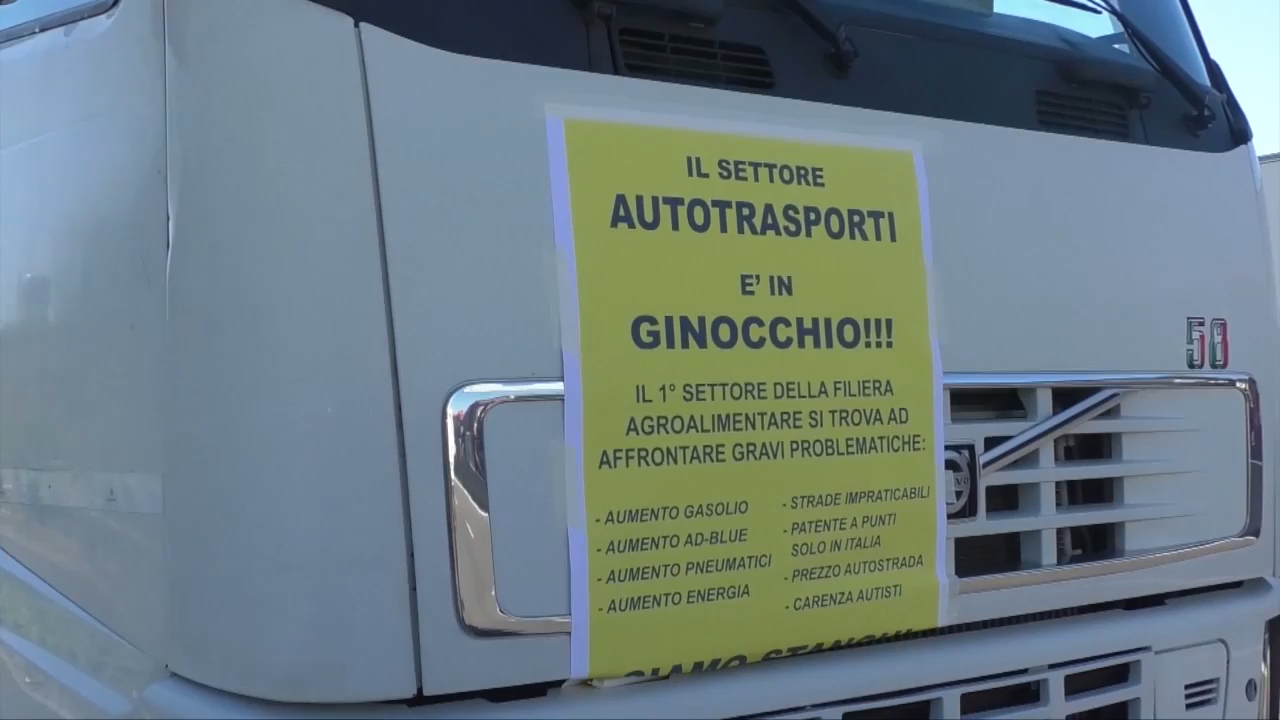 IL SETTORE
AUTOTRASPORTI
E' IN
GINOCCHIO!!!
IL 1° SETTORE DELLA FILIERA
AGROALIMENTARE SI TROVA AD
AFFRONTARE GRAVI PROBLEMATICHE:
- AUMENTO GASOLIO
- AUMENTO AD-BLUE
- AUMENTO PNEUMATICI
- AUMENTO ENERGIA
- STRADE IMPRATICABILI
- PATENTE A PUNTI
SOLO IN ITALIA
- PREZZO AUTOSTRADA
- CARENZA AUTISTI
SIAMO STANCHI
58